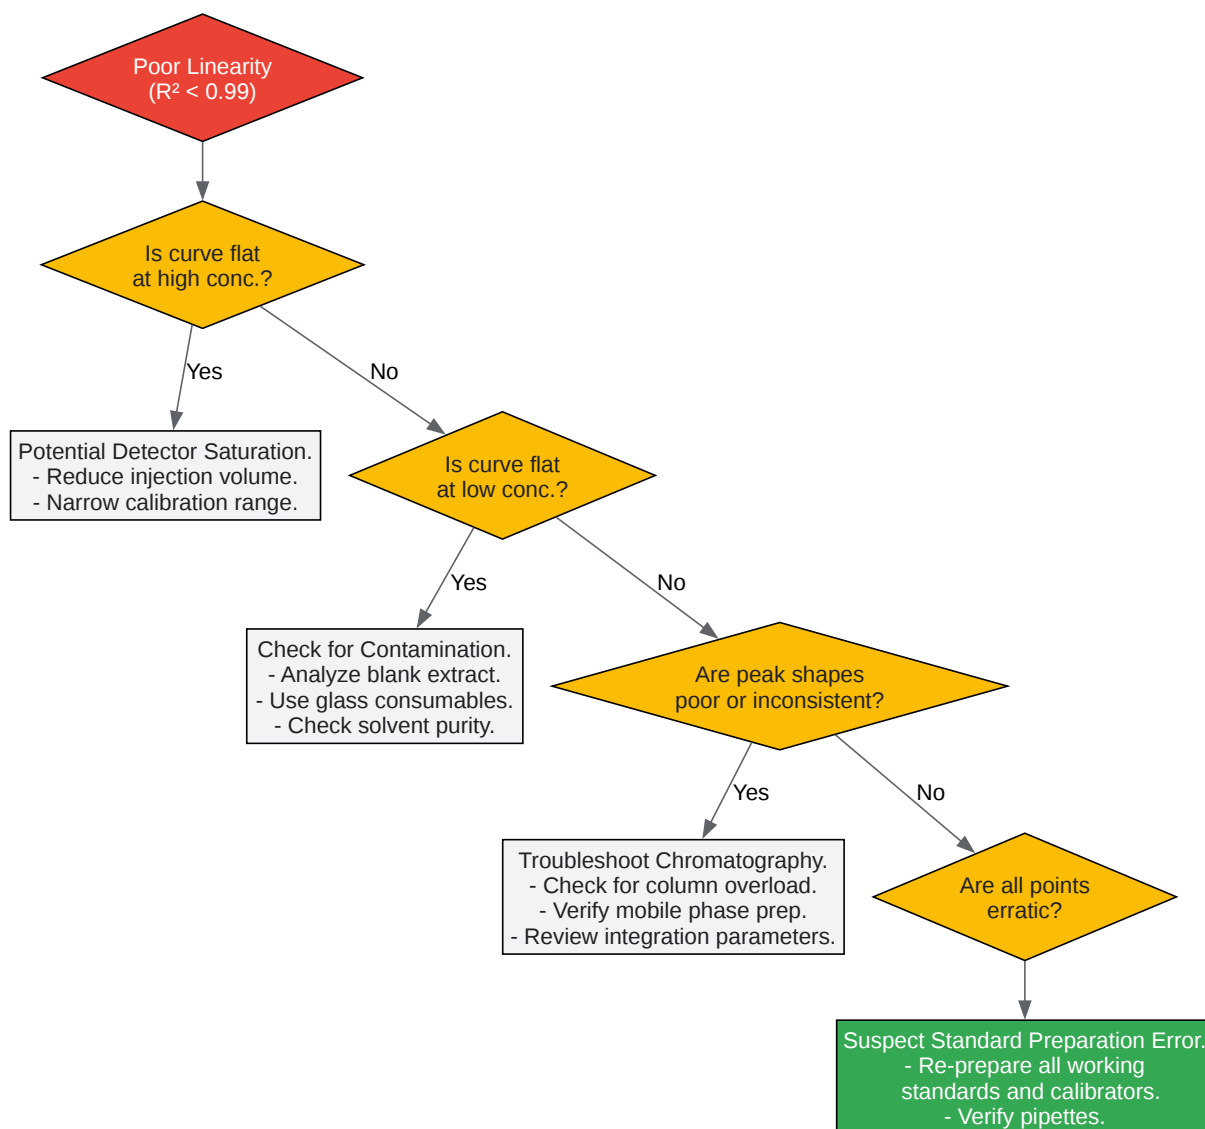 Poor Linearity
(R² < 0.99)
Is curve flat
at high conc.?
Yes
No
Potential Detector Saturation.
- Reduce injection volume.
- Narrow calibration range.
Is curve flat
at low conc.?
Yes
No
Check for Contamination.
- Analyze blank extract.
- Use glass consumables.
- Check solvent purity.
Are peak shapes
poor or inconsistent?
Yes
No
Troubleshoot Chromatography.
- Check for column overload.
- Verify mobile phase prep.
- Review integration parameters.
Are all points
erratic?
Suspect Standard Preparation Error.
- Re-prepare all working
standards and calibrators.
- Verify pipettes.